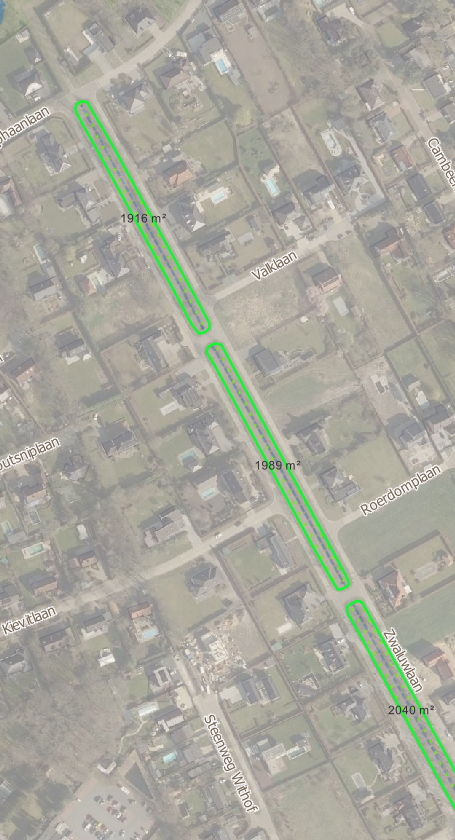 1916 m²
Valklaan
1989 m²
Roerdomplaan
Kievitlaan
Zwaluwlaan
2040 m²
Steenweg Withof